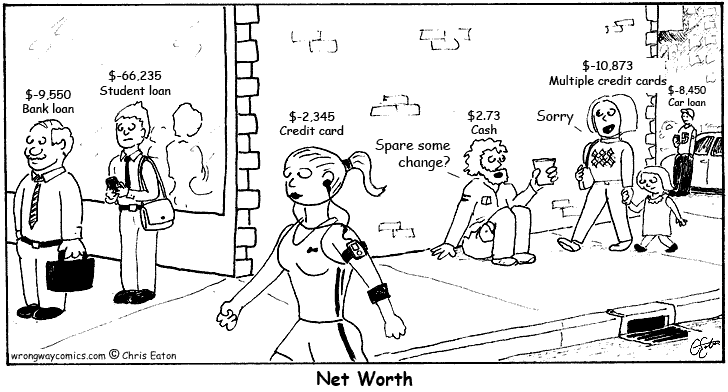 $-9,550
Bank loan
$-66,235
Student loan
$-2,345
Credit card
$2.73
Cash
Spare some
change?
Sorry
$-10,873
Multiple credit cards
$-8,450
Car loan
wrongwaycomics.com © Chris Eaton
Net Worth